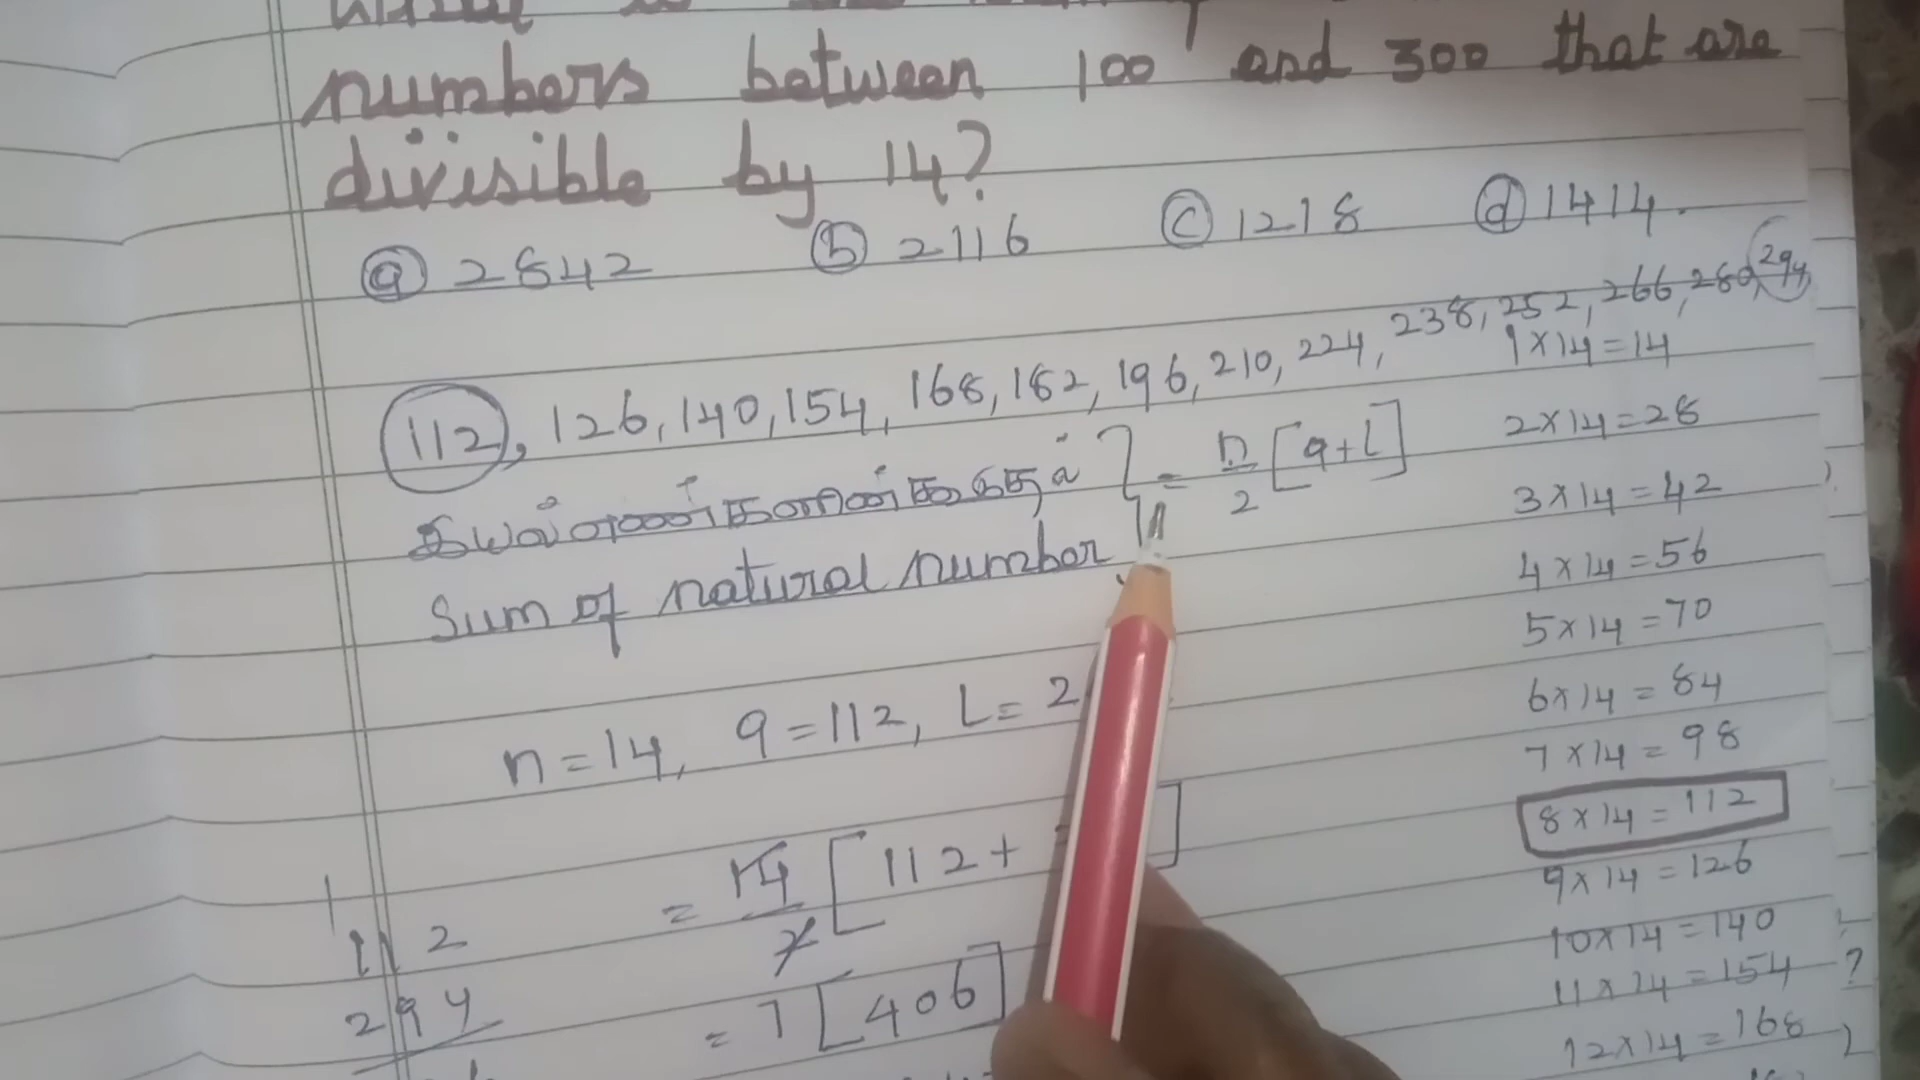 numbers between 100 and 300 that are
divisible by 14?
ⓐ 2842 ⓑ 2116 ⓒ 1218 ⓓ 1414.
112, 126, 140, 154, 168, 182, 196, 210, 224, 238, 252, 266, 280, 294,
= n/2 [a+l]
Sum of natural number
n=14, a=112, L= 2
= 14/2 [112+ ]
= 7[406]
112
294
1×14=14
2×14=28
3×14=42
4×14=56
5×14=70
6×14=84
7×14=98
8×14=112
9×14=126
10×14=140
11×14=154
12×14=168